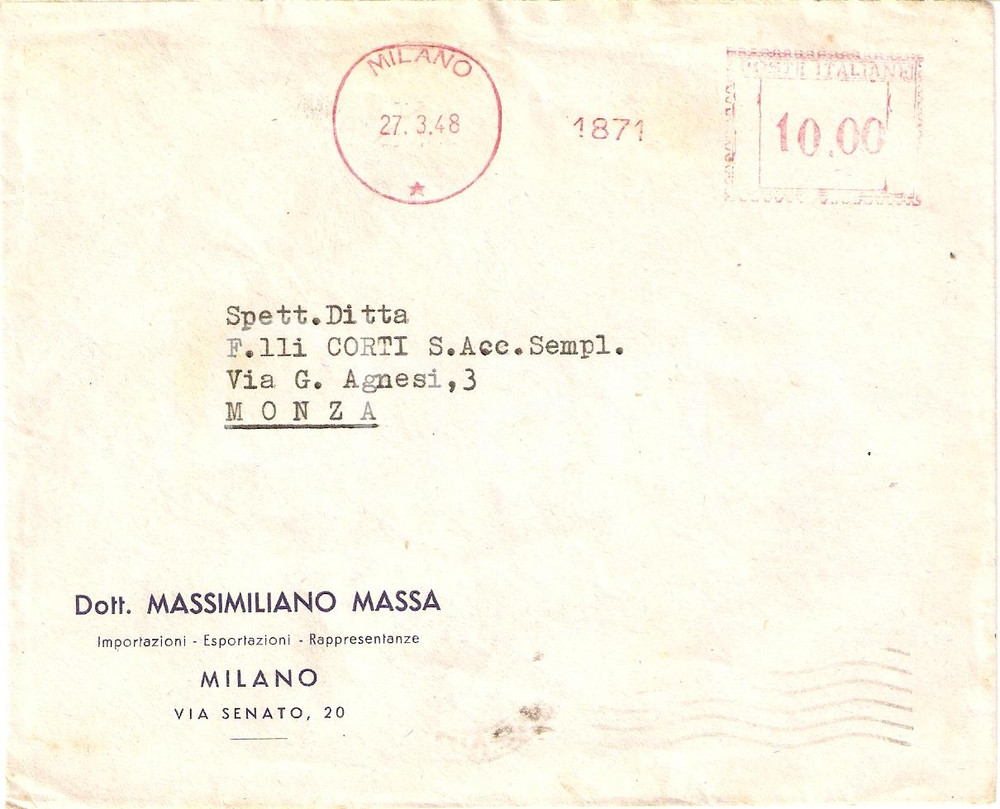 MILANO
27. 3.48
1871
POSTE ITALIANE
10.00
Spett.Ditta
F.lli CORTI S.Acc.Sempl.
Via G. Agnesi,3
M O N Z A
Dott. MASSIMILIANO MASSA
Importazioni - Esportazioni - Rappresentanze
MILANO
VIA SENATO, 20